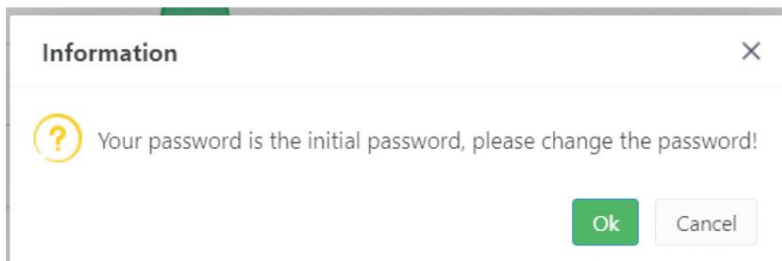 Information
Your password is the initial password, please change the password!
Ok
Cancel